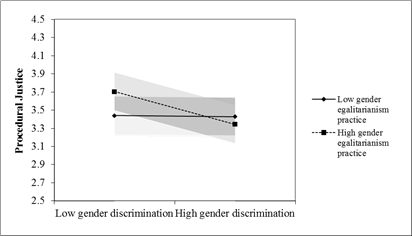 4.5
4.3
4.1
3.9
3.7
3.5
3.3
3.1
2.9
2.7
2.5
Procedural Justice
Low gender discrimination High gender discrimination
Low gender
egalitarianism
practice
High gender
egalitarianism
practice